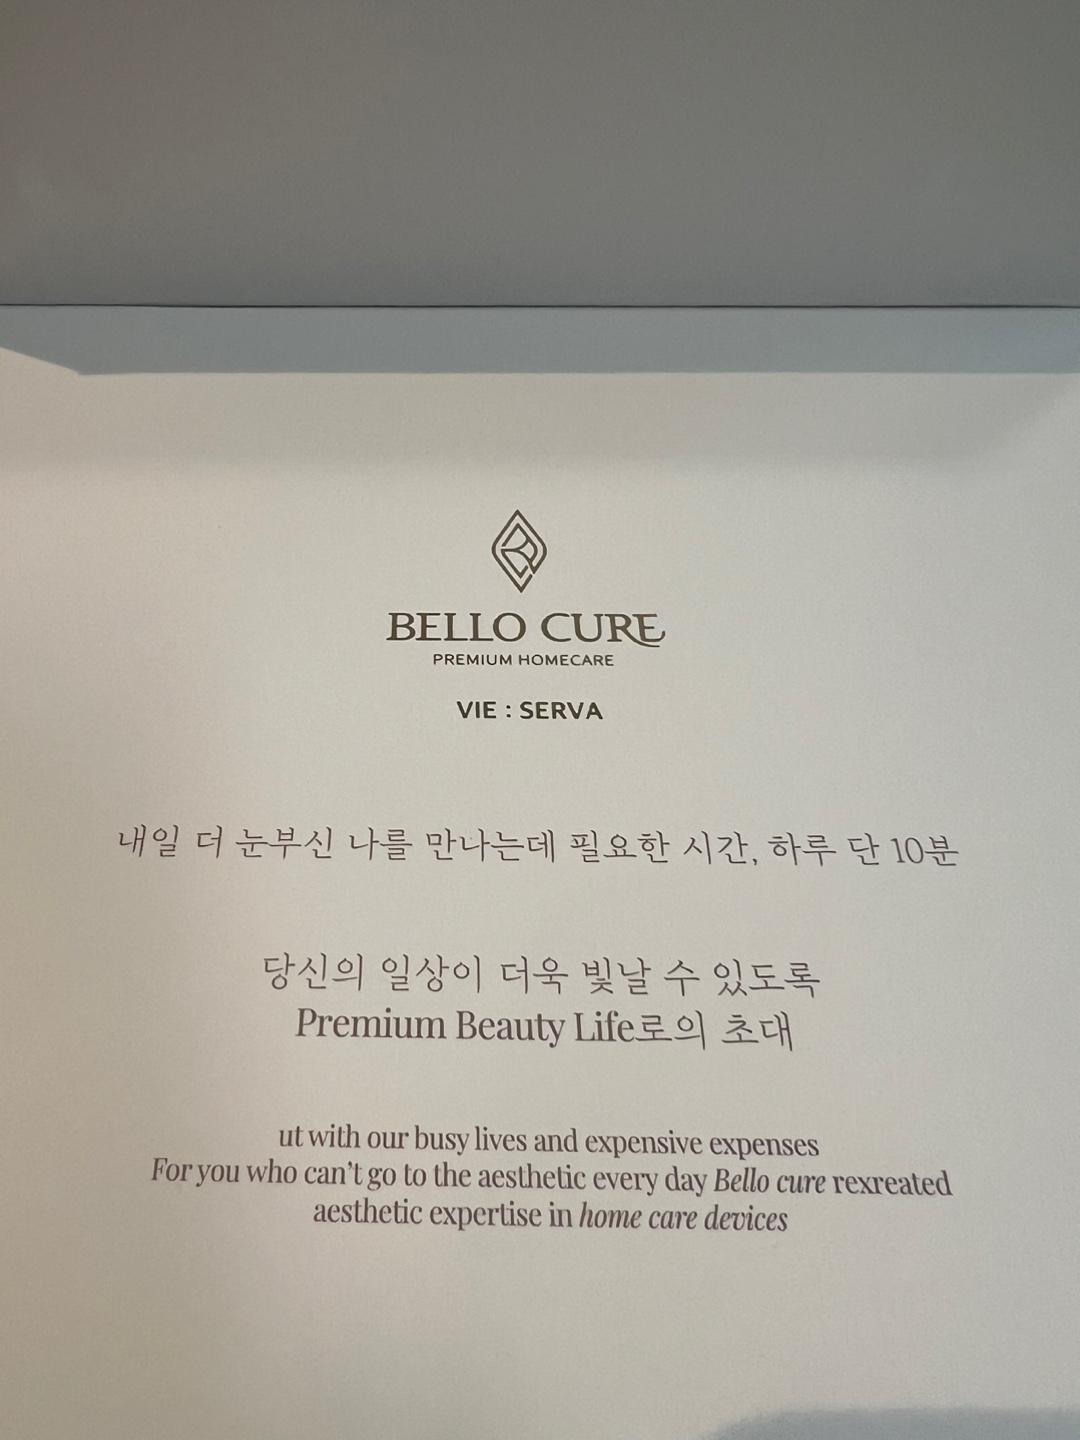 BELLO CURE
PREMIUM HOMECARE
VIE : SERVA
내일 더 눈부신 나를 만나는데 필요한 시간, 하루 단 10분
당신의 일상이 더욱 빛날 수 있도록
Premium Beauty Life로의 초대
ut with our busy lives and expensive expenses
For you who can't go to the aesthetic every day Bello cure rexreated
aesthetic expertise in home care devices